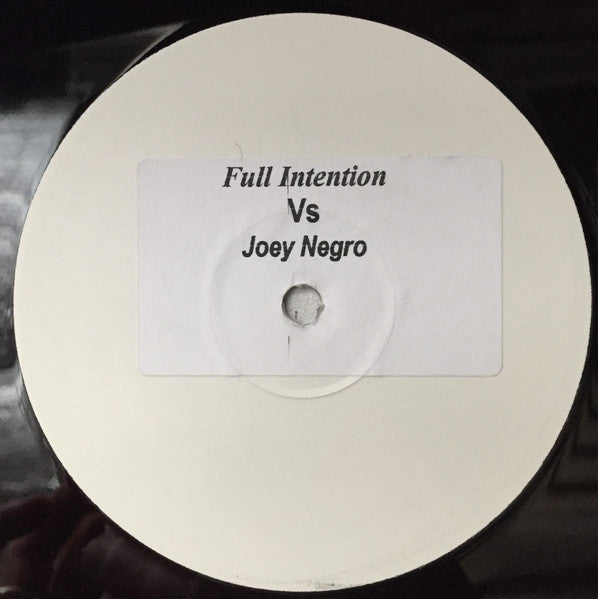 Full Intention
Vs
Joey Negro